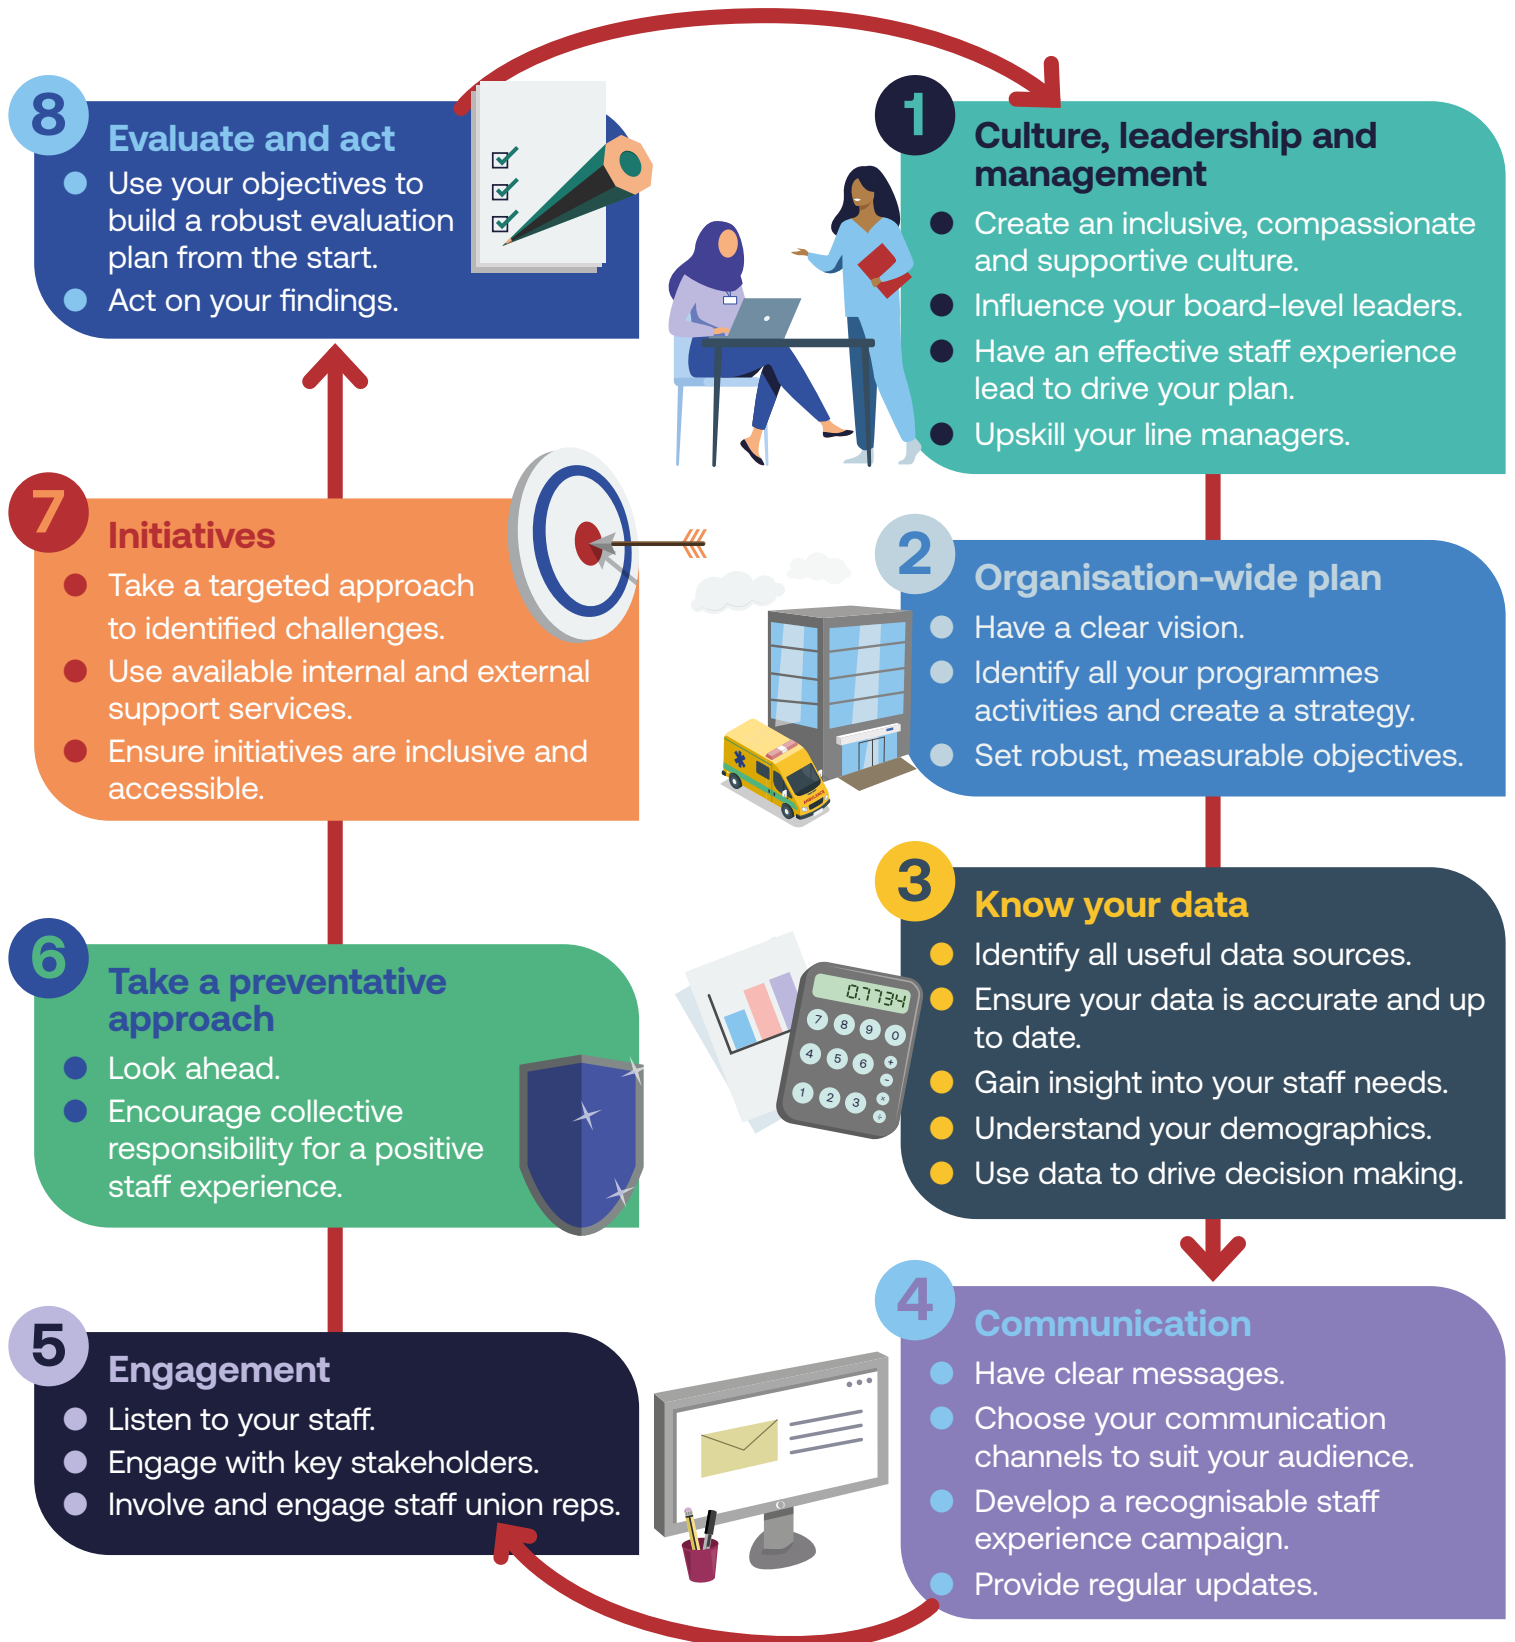 1
Culture, leadership and
management
Create an inclusive, compassionate
and supportive culture.
Influence your board-level leaders.
Have an effective staff experience
lead to drive your plan.
Upskill your line managers.
2
Organisation-wide plan
Have a clear vision.
Identify all your programmes
activities and create a strategy.
Set robust, measurable objectives.
AMBULANCE
3
Know your data
Identify all useful data sources.
Ensure your data is accurate and up
to date.
Gain insight into your staff needs.
Understand your demographics.
Use data to drive decision making.
0.7734
7 8 9 0
4 5 6 +
-
1 2 3 ×
÷
4
Communication
Have clear messages.
Choose your communication
channels to suit your audience.
Develop a recognisable staff
experience campaign.
Provide regular updates.
5
Engagement
Listen to your staff.
Engage with key stakeholders.
Involve and engage staff union reps.
6
Take a preventative
approach
Look ahead.
Encourage collective
responsibility for a positive
staff experience.
7
Initiatives
Take a targeted approach
to identified challenges.
Use available internal and external
support services.
Ensure initiatives are inclusive and
accessible.
8
Evaluate and act
Use your objectives to
build a robust evaluation
plan from the start.
Act on your findings.